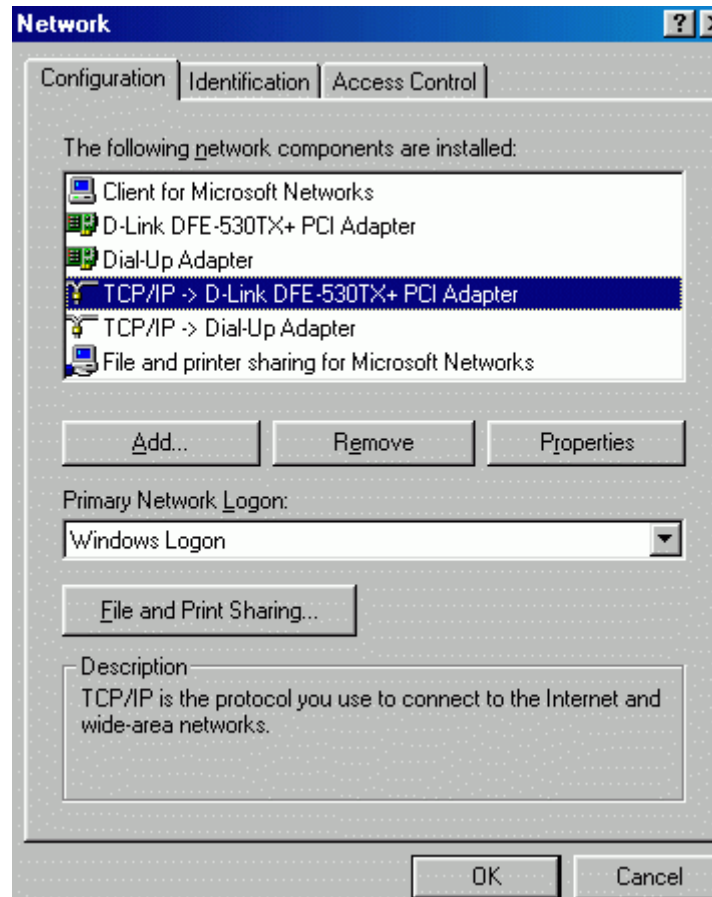 Network
Configuration
Identification
Access Control
The following network components are installed:
Client for Microsoft Networks
D-Link DFE-530TX+ PCI Adapter
Dial-Up Adapter
TCP/IP -> D-Link DFE-530TX+ PCI Adapter
TCP/IP -> Dial-Up Adapter
File and printer sharing for Microsoft Networks
Add...
Remove
Properties
Primary Network Logon:
Windows Logon
File and Print Sharing...
Description
TCP/IP is the protocol you use to connect to the Internet and
wide-area networks.
OK
Cancel